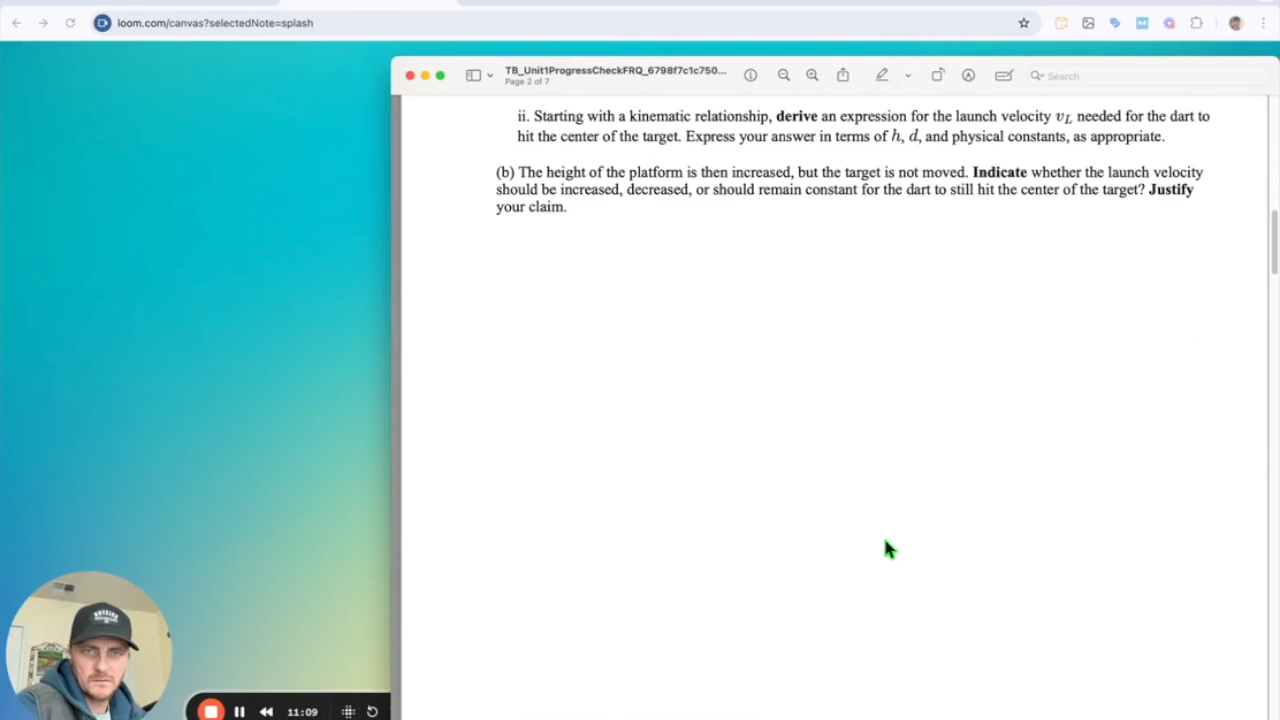 loom.com/canvas?selectedNote=splash
TB_Unit1ProgressCheckFRQ_6798f7c1c750...
Page 2 of 7
Search
ii. Starting with a kinematic relationship, derive an expression for the launch velocity v_L needed for the dart to
hit the center of the target. Express your answer in terms of h, d, and physical constants, as appropriate.
(b) The height of the platform is then increased, but the target is not moved. Indicate whether the launch velocity
should be increased, decreased, or should remain constant for the dart to still hit the center of the target? Justify
your claim.
11:09